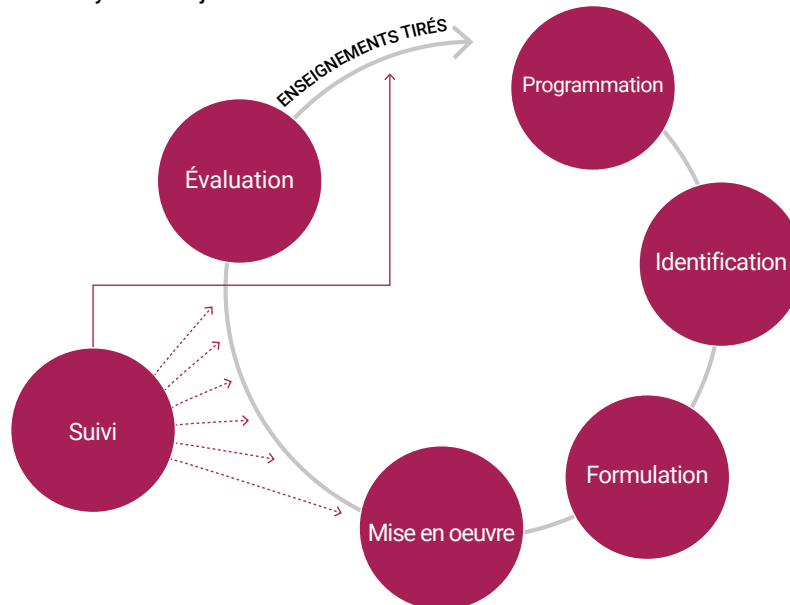 ENSEIGNEMENTS TIRÉS
Programmation
Évaluation
Identification
Suivi
Formulation
Mise en oeuvre